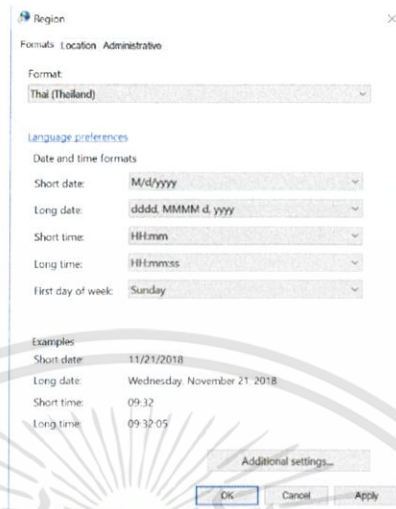 Region
Formats Location Administrative
Format:
Thai (Thailand)
Language preferences
Date and time formats
Short date: M/d/yyyy
Long date: dddd, MMMM d, yyyy
Short time: HH:mm
Long time: HH:mm:ss
First day of week: Sunday
Examples
Short date: 11/21/2018
Long date: Wednesday, November 21, 2018
Short time: 09:32
Long time: 09:32:05
Additional settings...
OK Cancel Apply